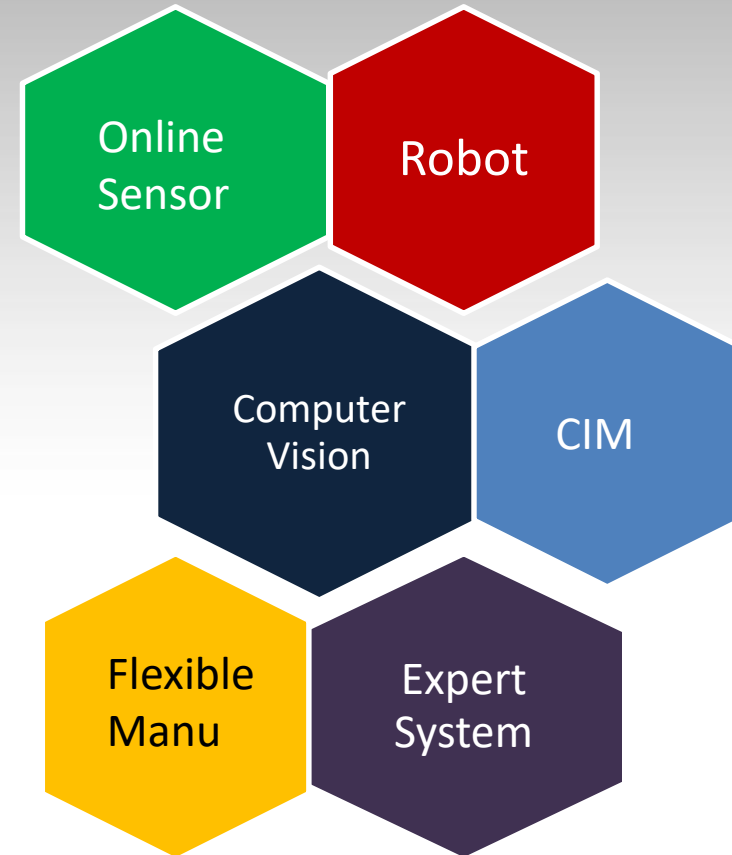 Online
Sensor
Robot
Computer
Vision
CIM
Flexible
Manu
Expert
System